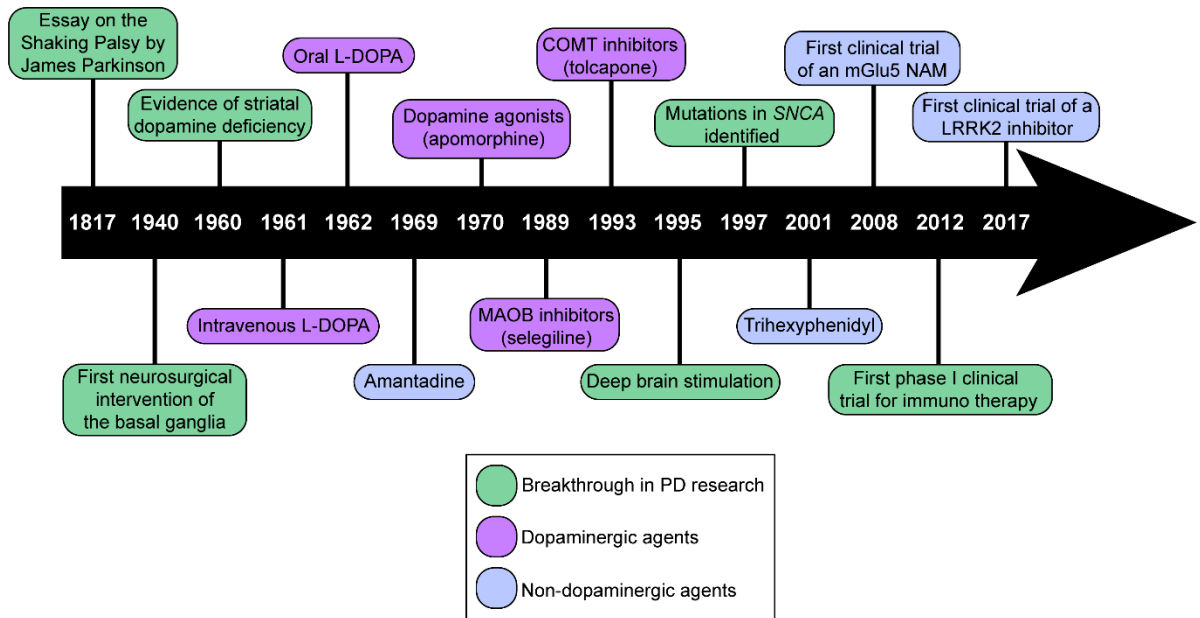 Essay on the
Shaking Palsy by
James Parkinson
Oral L-DOPA
COMT inhibitors
(tolcapone)
First clinical trial
of an mGlu5 NAM
Evidence of striatal
dopamine deficiency
Dopamine agonists
(apomorphine)
Mutations in SNCA
identified
First clinical trial of a
LRRK2 inhibitor
1817 1940 1960 1961 1962 1969 1970 1989 1993 1995 1997 2001 2008 2012 2017
Intravenous L-DOPA
MAOB inhibitors
(selegiline)
Trihexyphenidyl
First neurosurgical
intervention of
the basal ganglia
Amantadine
Deep brain stimulation
First phase I clinical
trial for immuno therapy
Breakthrough in PD research
Dopaminergic agents
Non-dopaminergic agents